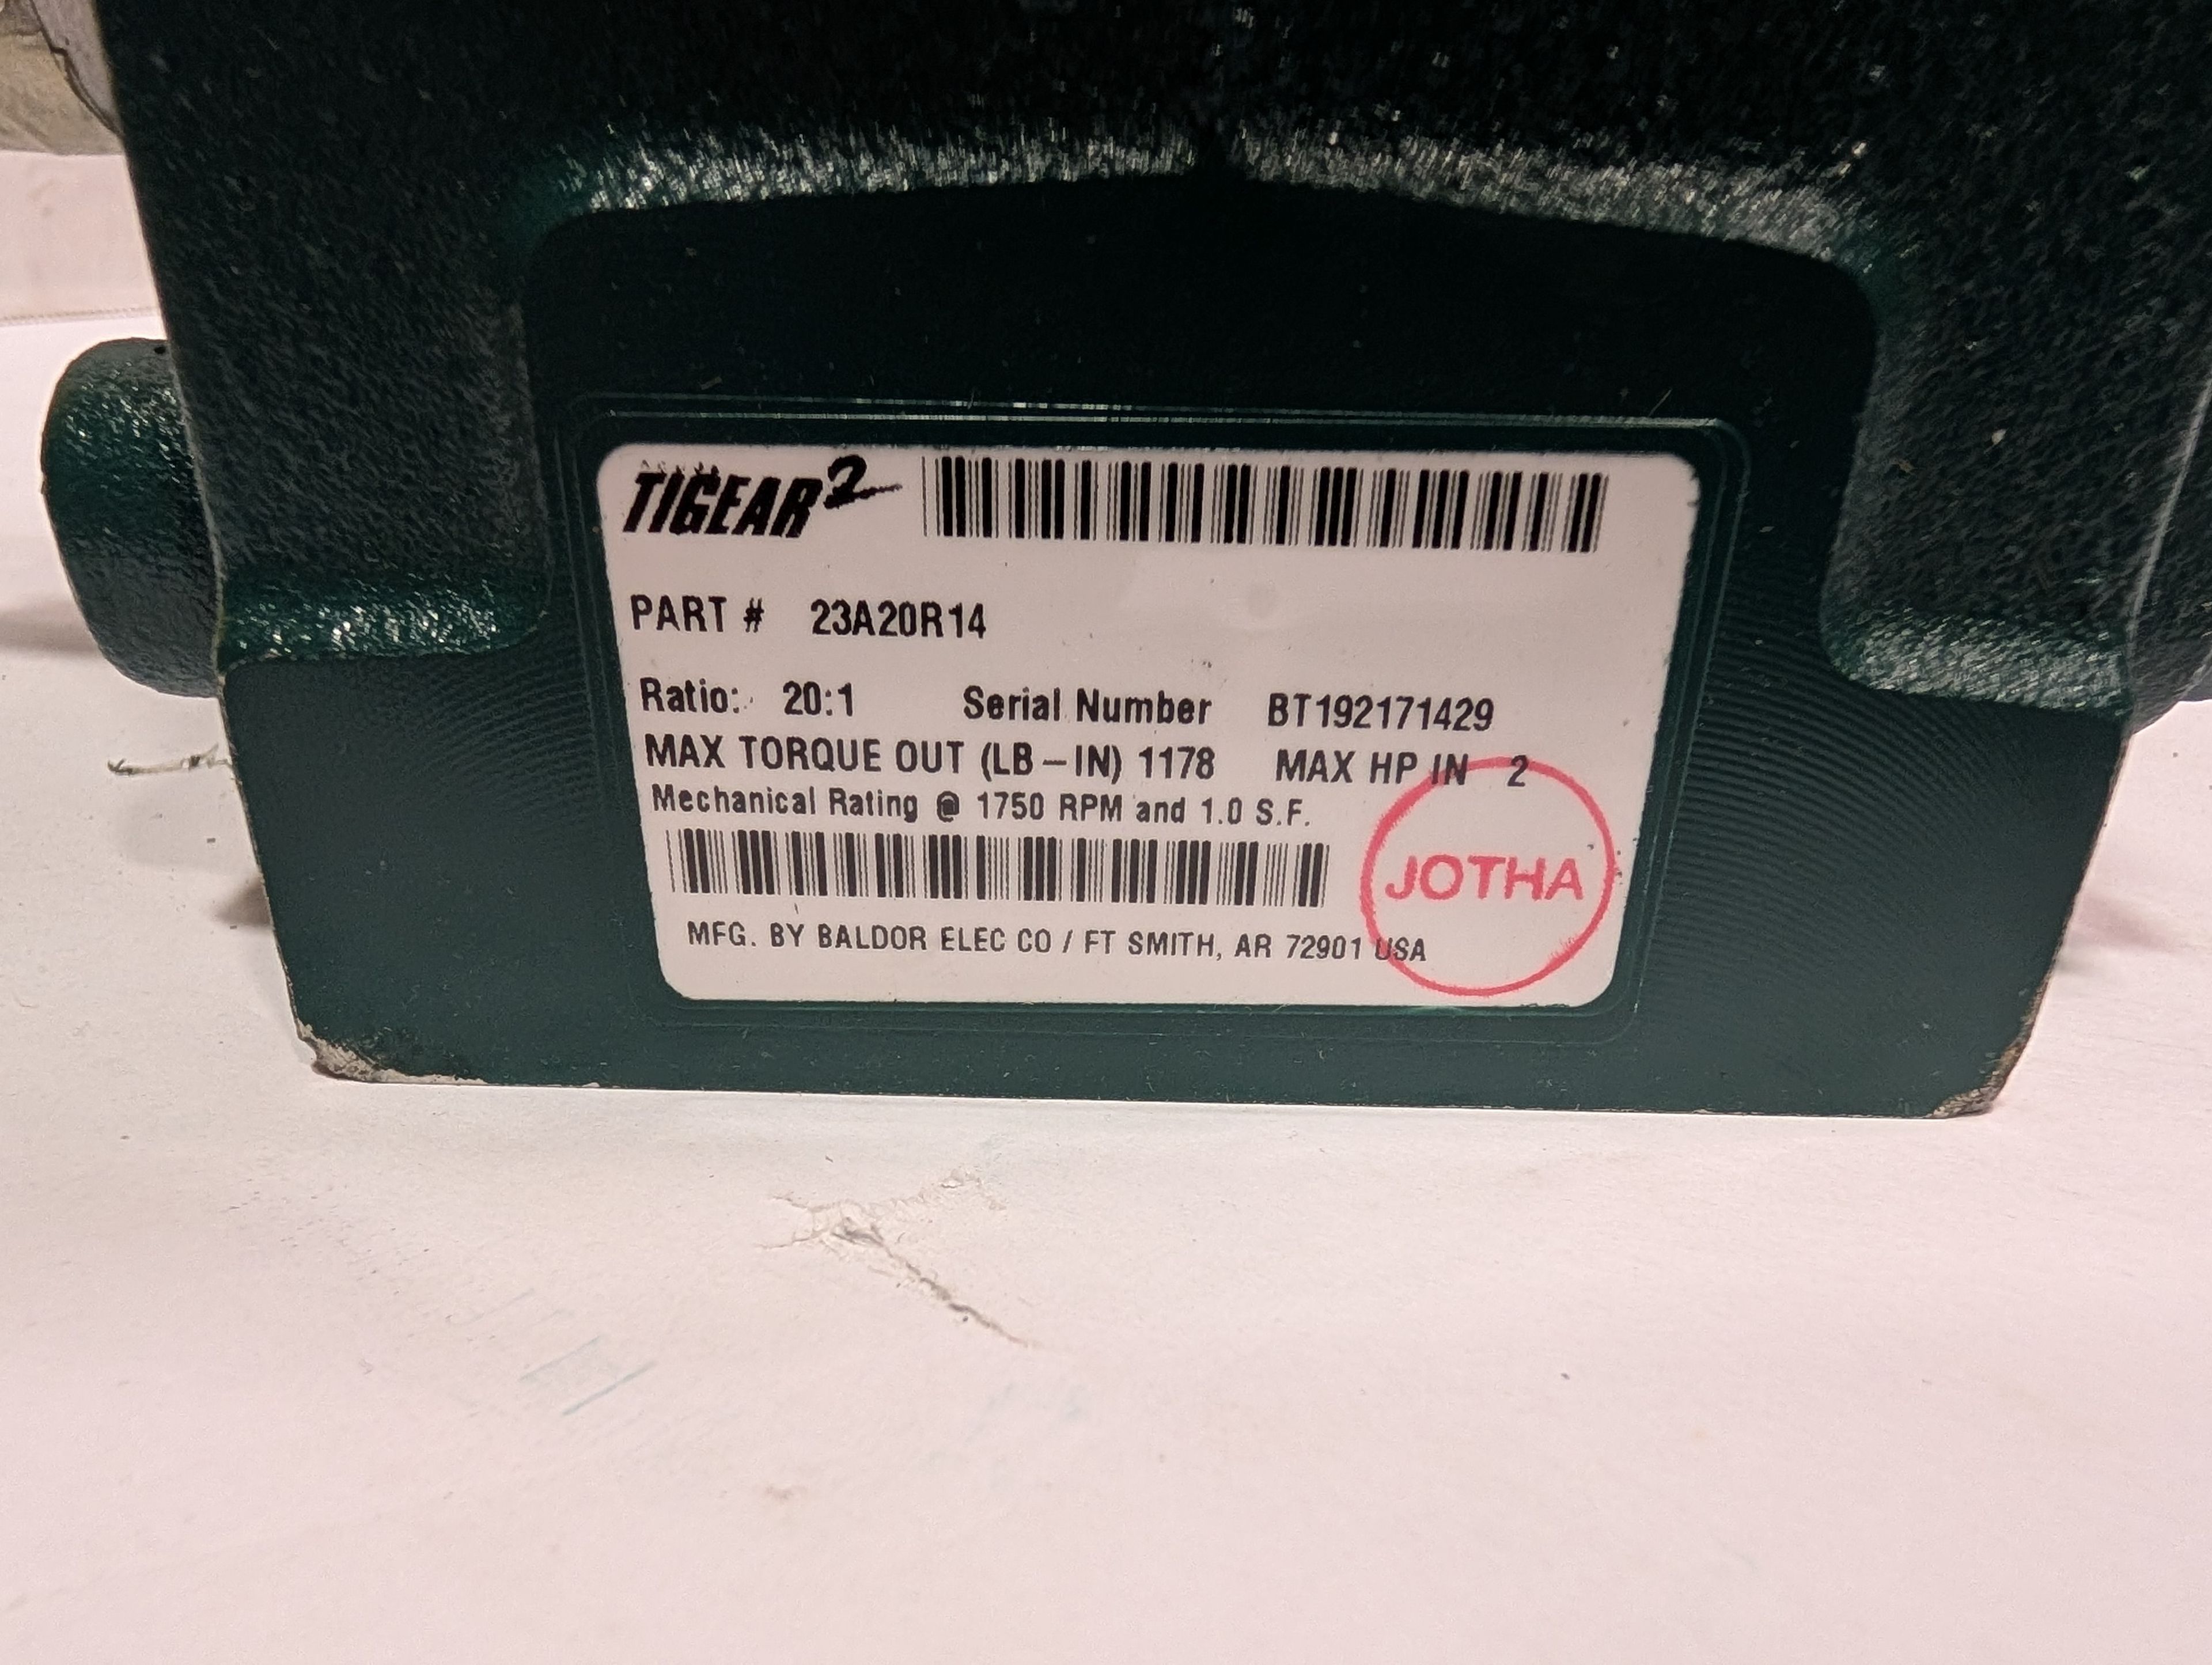 TIGEAR2
PART # 23A20R14
Ratio: 20:1 Serial Number BT192171429
MAX TORQUE OUT (LB-IN) 1178 MAX HP IN 2
Mechanical Rating @ 1750 RPM and 1.0 S.F.
JOTHA
MFG. BY BALDOR ELEC CO / FT SMITH, AR 72901 USA